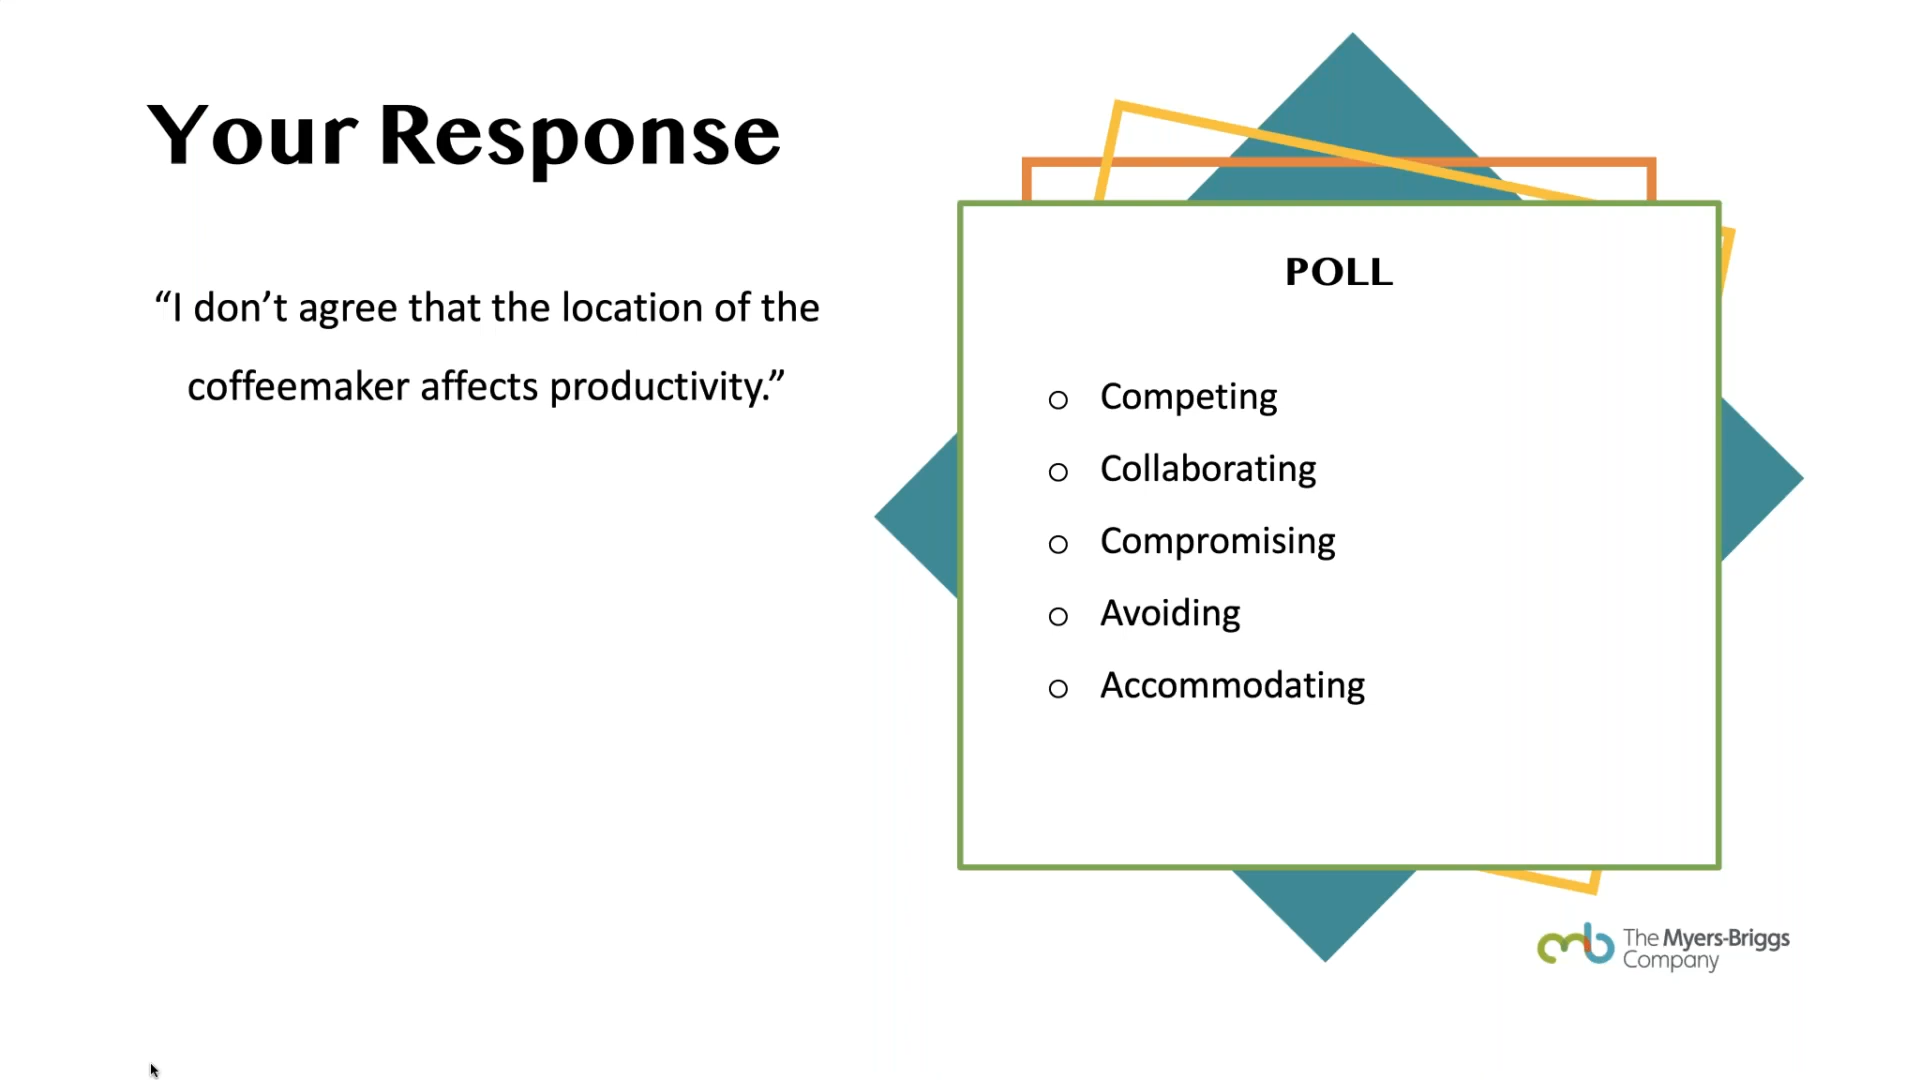 Your Response
“I don’t agree that the location of the
coffeemaker affects productivity.”
POLL
Competing
Collaborating
Compromising
Avoiding
Accommodating
The Myers-Briggs
Company